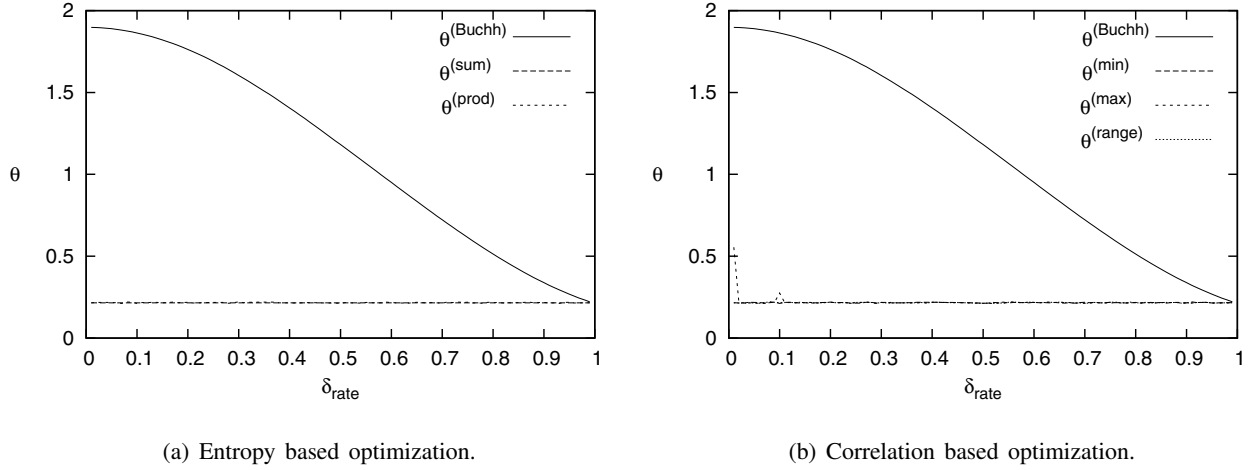 2
1.5
1
0.5
0
θ
0 0.1 0.2 0.3 0.4 0.5 0.6 0.7 0.8 0.9 1
δrate
θ(Buchh)
θ(sum)
θ(prod)
(a) Entropy based optimization.
2
1.5
1
0.5
0
θ
0 0.1 0.2 0.3 0.4 0.5 0.6 0.7 0.8 0.9 1
δrate
θ(Buchh)
θ(min)
θ(max)
θ(range)
(b) Correlation based optimization.